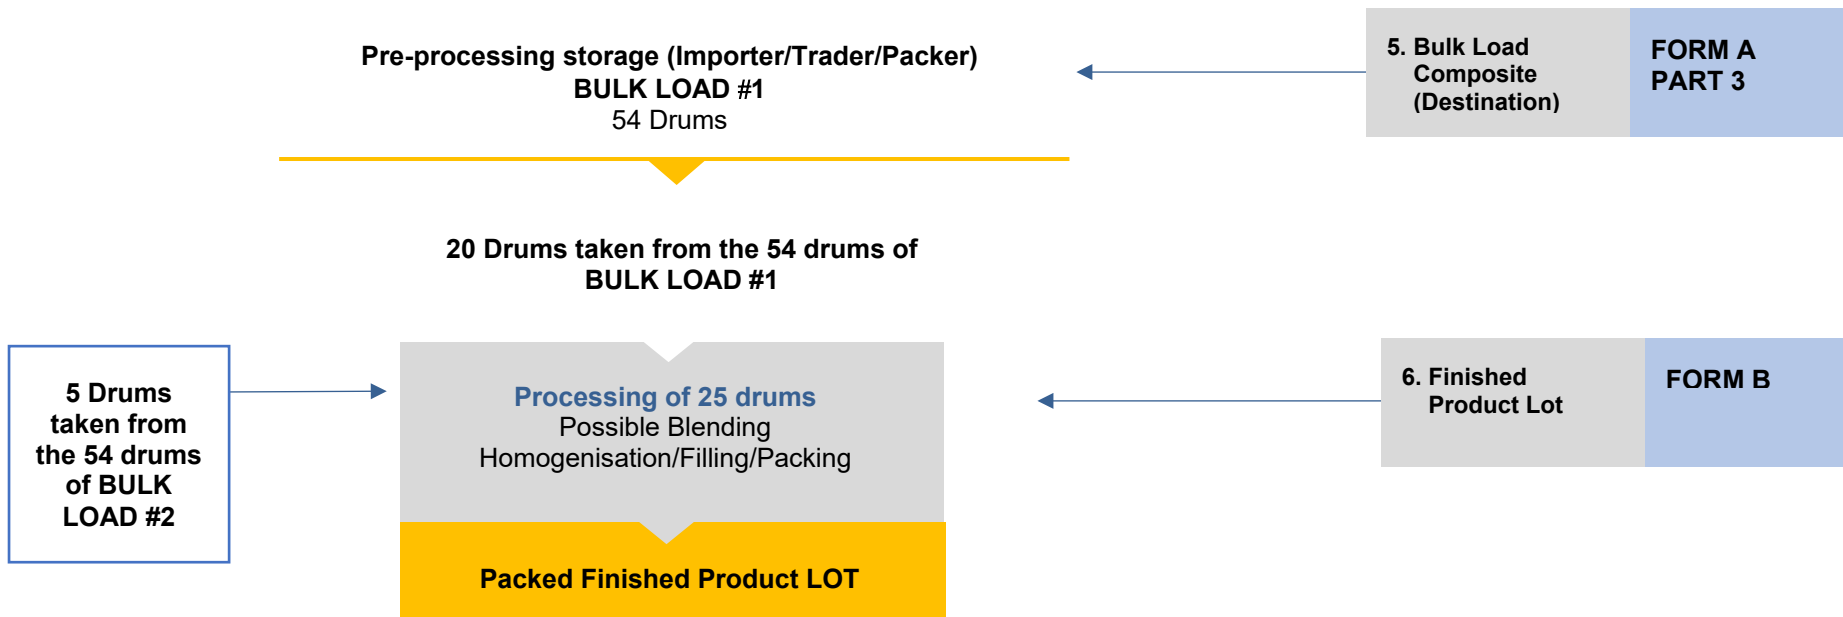 Pre-processing storage (Importer/Trader/Packer)
BULK LOAD #1
54 Drums
5. Bulk Load
Composite
(Destination)
FORM A
PART 3
20 Drums taken from the 54 drums of
BULK LOAD #1
5 Drums
taken from
the 54 drums
of BULK
LOAD #2
Processing of 25 drums
Possible Blending
Homogenisation/Filling/Packing
6. Finished
Product Lot
FORM B
Packed Finished Product LOT